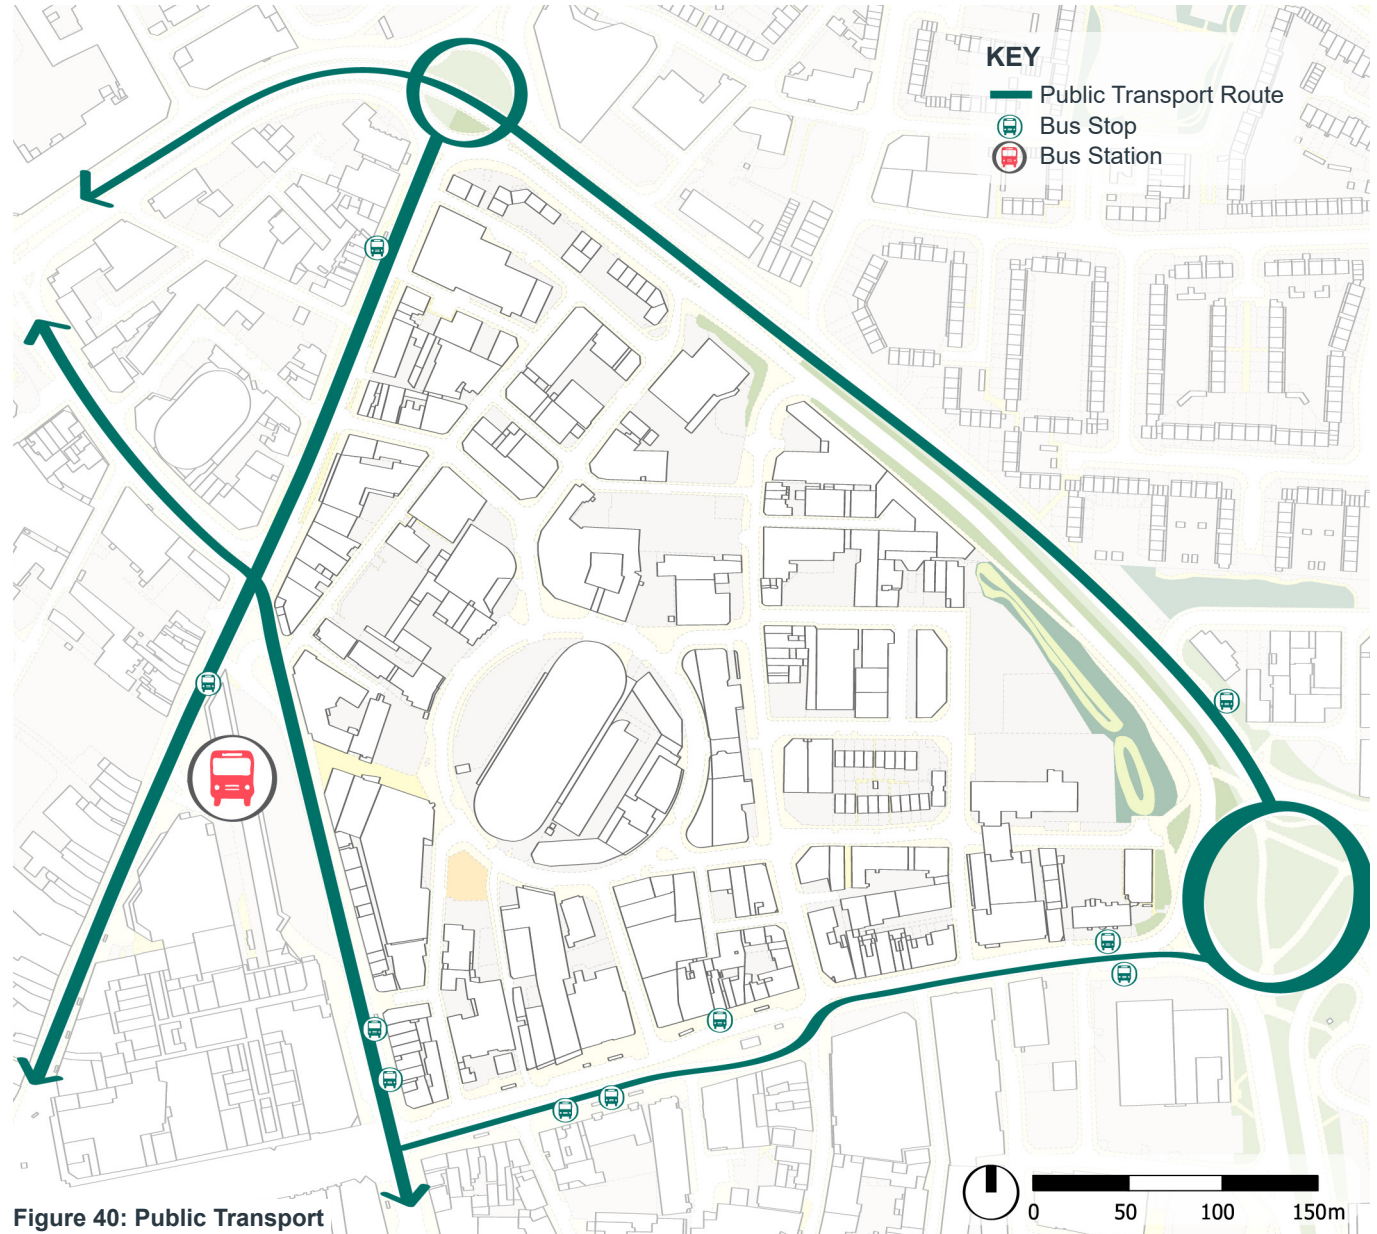 KEY
Public Transport Route
Bus Stop
Bus Station
0 50 100 150m
Figure 40: Public Transport